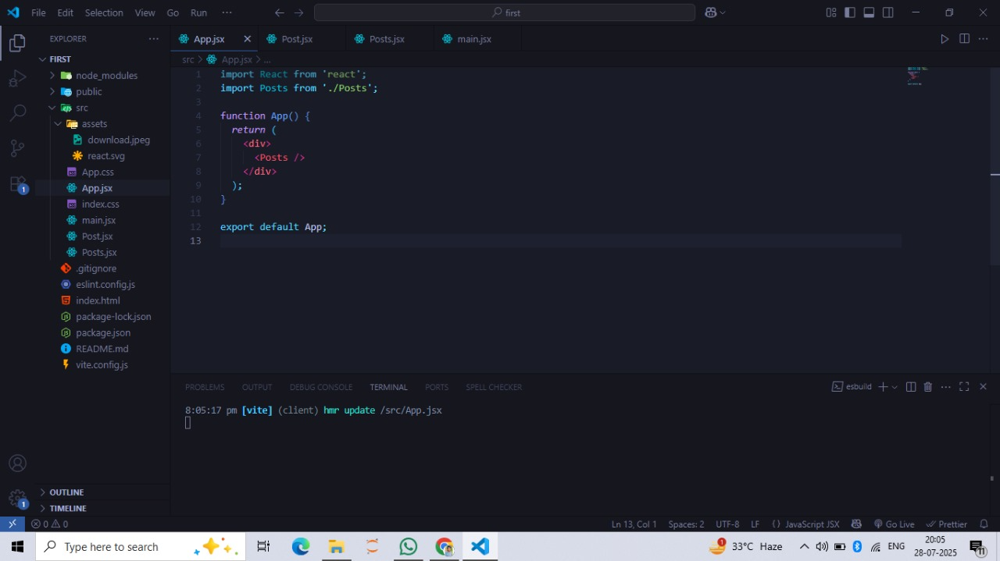 File Edit Selection View Go Run ··· first
EXPLORER ···
FIRST
node_modules
public
src
assets
download.jpeg
react.svg
App.css
App.jsx
index.css
main.jsx
Post.jsx
Posts.jsx
.gitignore
eslint.config.js
index.html
package-lock.json
package.json
README.md
vite.config.js
OUTLINE
TIMELINE
App.jsx Post.jsx Posts.jsx main.jsx
src > App.jsx > ...
1 import React from 'react';
2 import Posts from './Posts';
3
4 function App() {
5 return (
6 <div>
7 <Posts />
8 </div>
9 );
10 }
11
12 export default App;
13
PROBLEMS OUTPUT DEBUG CONSOLE TERMINAL PORTS SPELL CHECKER esbuild
8:05:17 pm [vite] (client) hmr update /src/App.jsx
1
1
0 0 Ln 13, Col 1 Spaces: 2 UTF-8 LF {} JavaScript JSX Go Live Prettier
Type here to search 1 33°C Haze ENG 20:05
28-07-2025 11